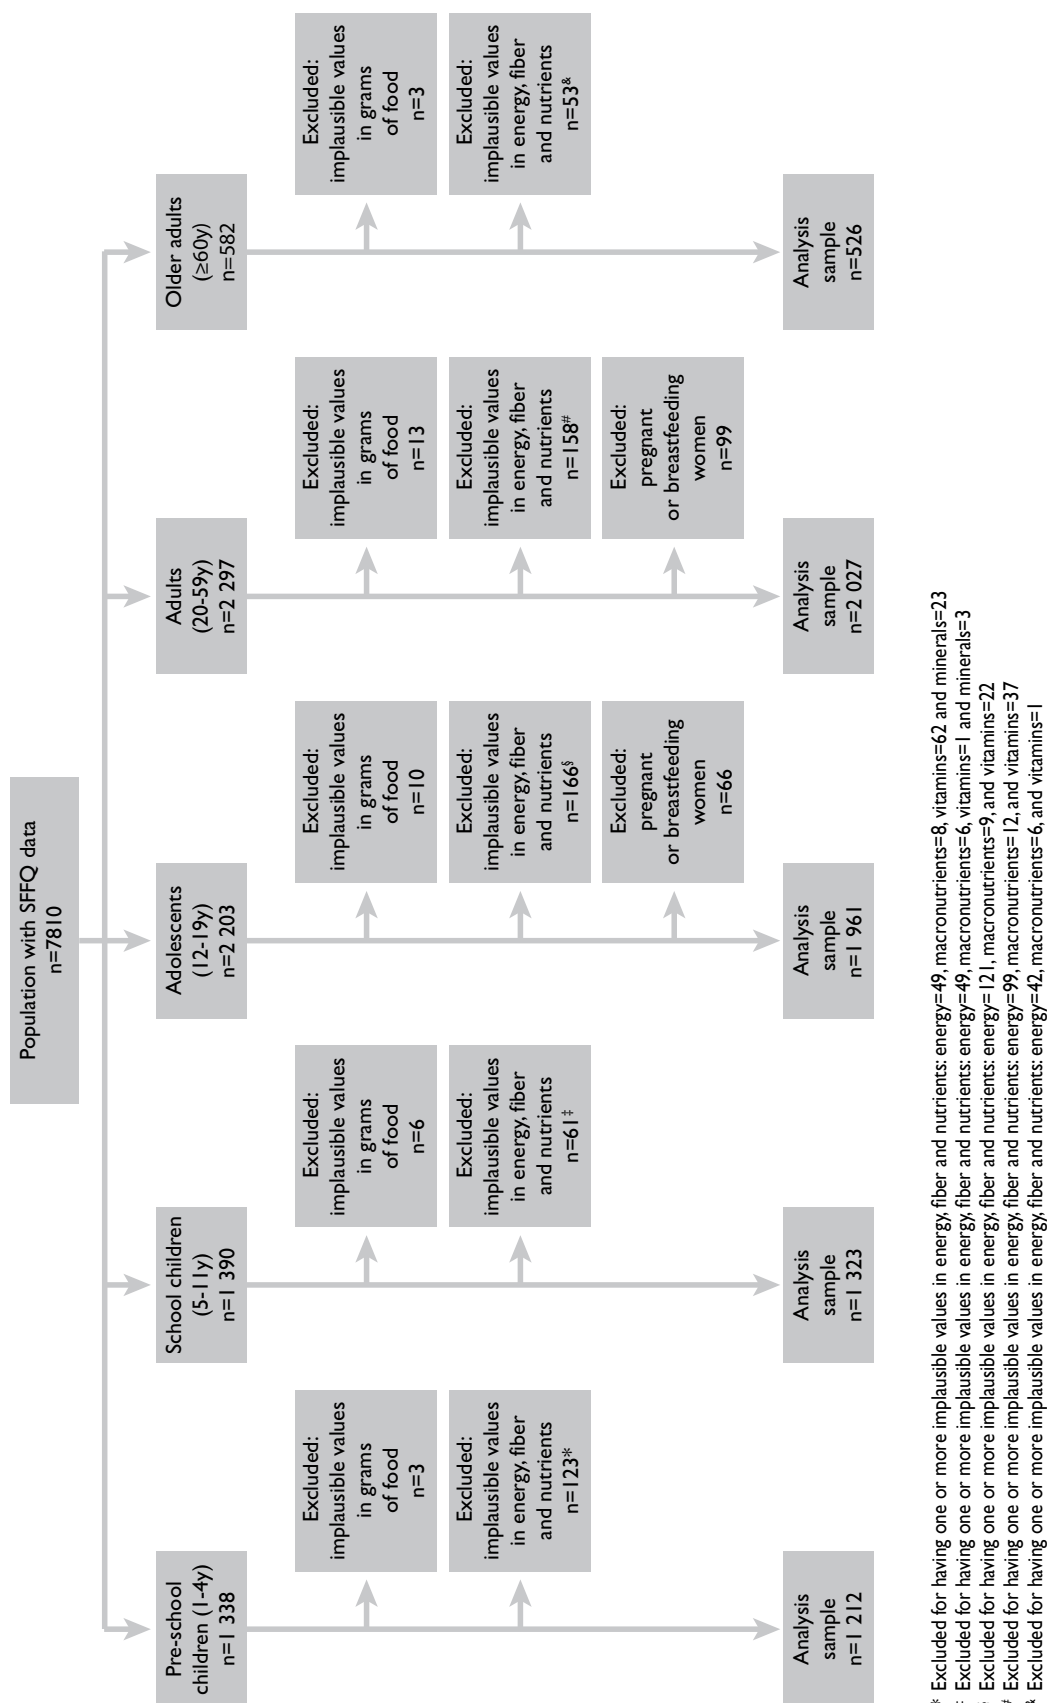 Population with SFFQ data
n=7810
Pre-school
children (1-4y)
n=1 338
Excluded:
implausible values
in grams
of food
n=3
Excluded:
implausible values
in energy, fiber
and nutrients
n=123*
Analysis
sample
n=1 212
School children
(5-11y)
n=1 390
Excluded:
implausible values
in grams
of food
n=6
Excluded:
implausible values
in energy, fiber
and nutrients
n=61‡
Analysis
sample
n=1 323
Adolescents
(12-19y)
n=2 203
Excluded:
implausible values
in grams
of food
n=10
Excluded:
implausible values
in energy, fiber
and nutrients
n=166§
Excluded:
pregnant
or breastfeeding
women
n=66
Analysis
sample
n=1 961
Adults
(20-59y)
n=2 297
Excluded:
implausible values
in grams
of food
n=13
Excluded:
implausible values
in energy, fiber
and nutrients
n=158#
Excluded:
pregnant
or breastfeeding
women
n=99
Analysis
sample
n=2 027
Older adults
(≥60y)
n=582
Excluded:
implausible values
in grams
of food
n=3
Excluded:
implausible values
in energy, fiber
and nutrients
n=53&
Analysis
sample
n=526
* Excluded for having one or more implausible values in energy, fiber and nutrients: energy=49, macronutrients=8, vitamins=62 and minerals=23
Excluded for having one or more implausible values in energy, fiber and nutrients: energy=49, macronutrients=6, vitamins=1 and minerals=3
Excluded for having one or more implausible values in energy, fiber and nutrients: energy=121, macronutrients=9, and vitamins=22
# Excluded for having one or more implausible values in energy, fiber and nutrients: energy=99, macronutrients=12, and vitamins=37
& Excluded for having one or more implausible values in energy, fiber and nutrients: energy=42, macronutrients=6, and vitamins=1